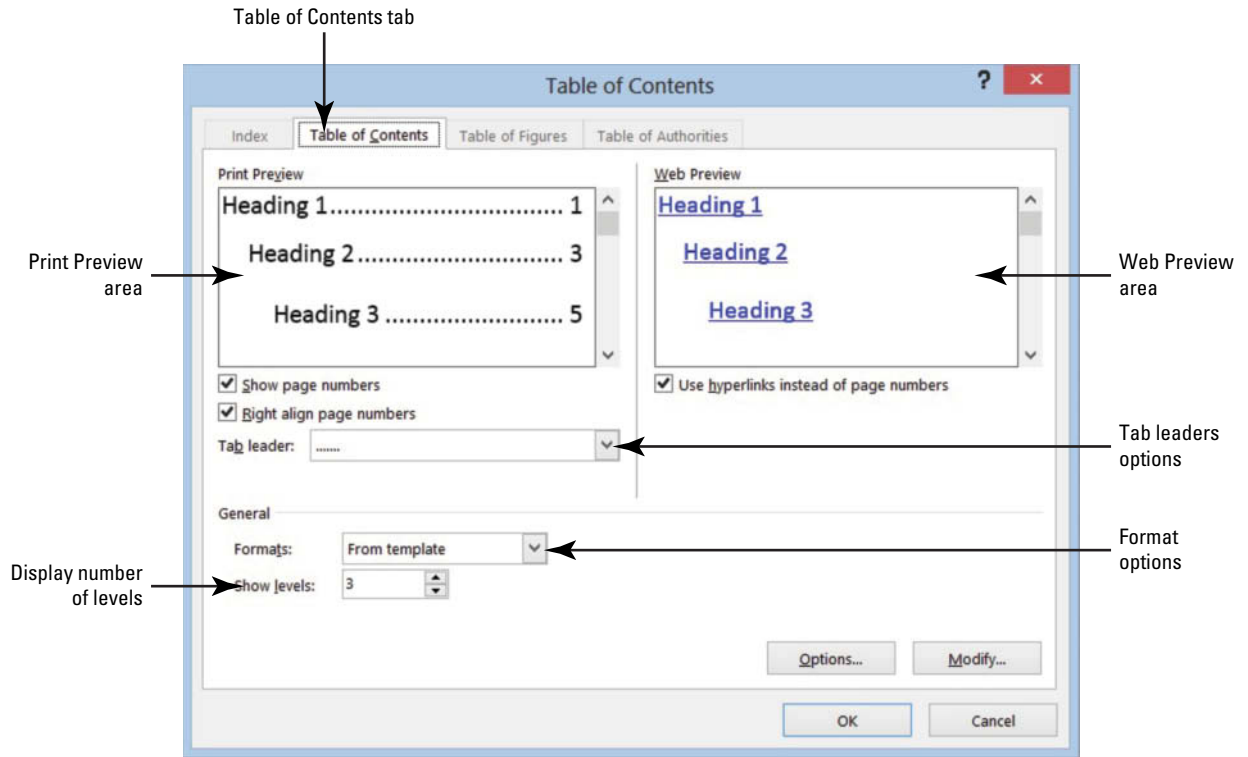 Table of Contents tab
Table of Contents
?
×
Index
Table of Contents
Table of Figures
Table of Authorities
Print Preview
Web Preview
Heading 1.................................. 1
Heading 1
Heading 2................................. 3
Heading 2
Heading 3 .......................... 5
Heading 3
Print Preview
area
Web Preview
area
Show page numbers
Use hyperlinks instead of page numbers
Right align page numbers
Tab leader: .......
Tab leaders
options
General
Formats: From template
Format
options
Display number
of levels
Show levels: 3
Options...
Modify...
OK
Cancel